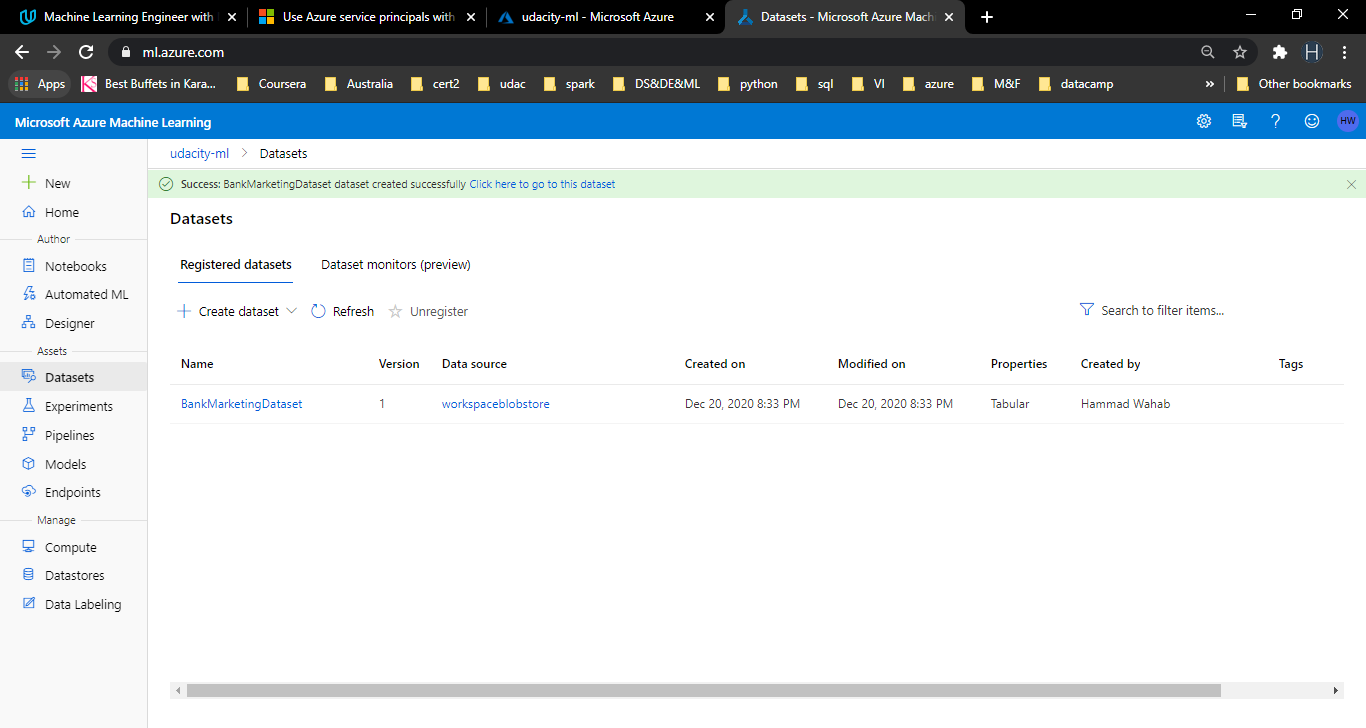 Machine Learning Engineer with
Use Azure service principals with
udacity-ml - Microsoft Azure
Datasets - Microsoft Azure Mach
ml.azure.com
H
Apps
Best Buffets in Kara...
Coursera
Australia
cert2
udac
spark
DS&DE&ML
python
sql
VI
azure
M&F
datacamp
»
Other bookmarks
Microsoft Azure Machine Learning
HW
udacity-ml > Datasets
New
Success: BankMarketingDataset dataset created successfully Click here to go to this dataset
Home
Datasets
Author
Notebooks
Registered datasets
Dataset monitors (preview)
Automated ML
Create dataset
Refresh
Unregister
Search to filter items...
Designer
Assets
Name Version Data source Created on Modified on Properties Created by Tags
Datasets
Experiments
BankMarketingDataset 1 workspaceblobstore Dec 20, 2020 8:33 PM Dec 20, 2020 8:33 PM Tabular Hammad Wahab
Pipelines
Models
Endpoints
Manage
Compute
Datastores
Data Labeling